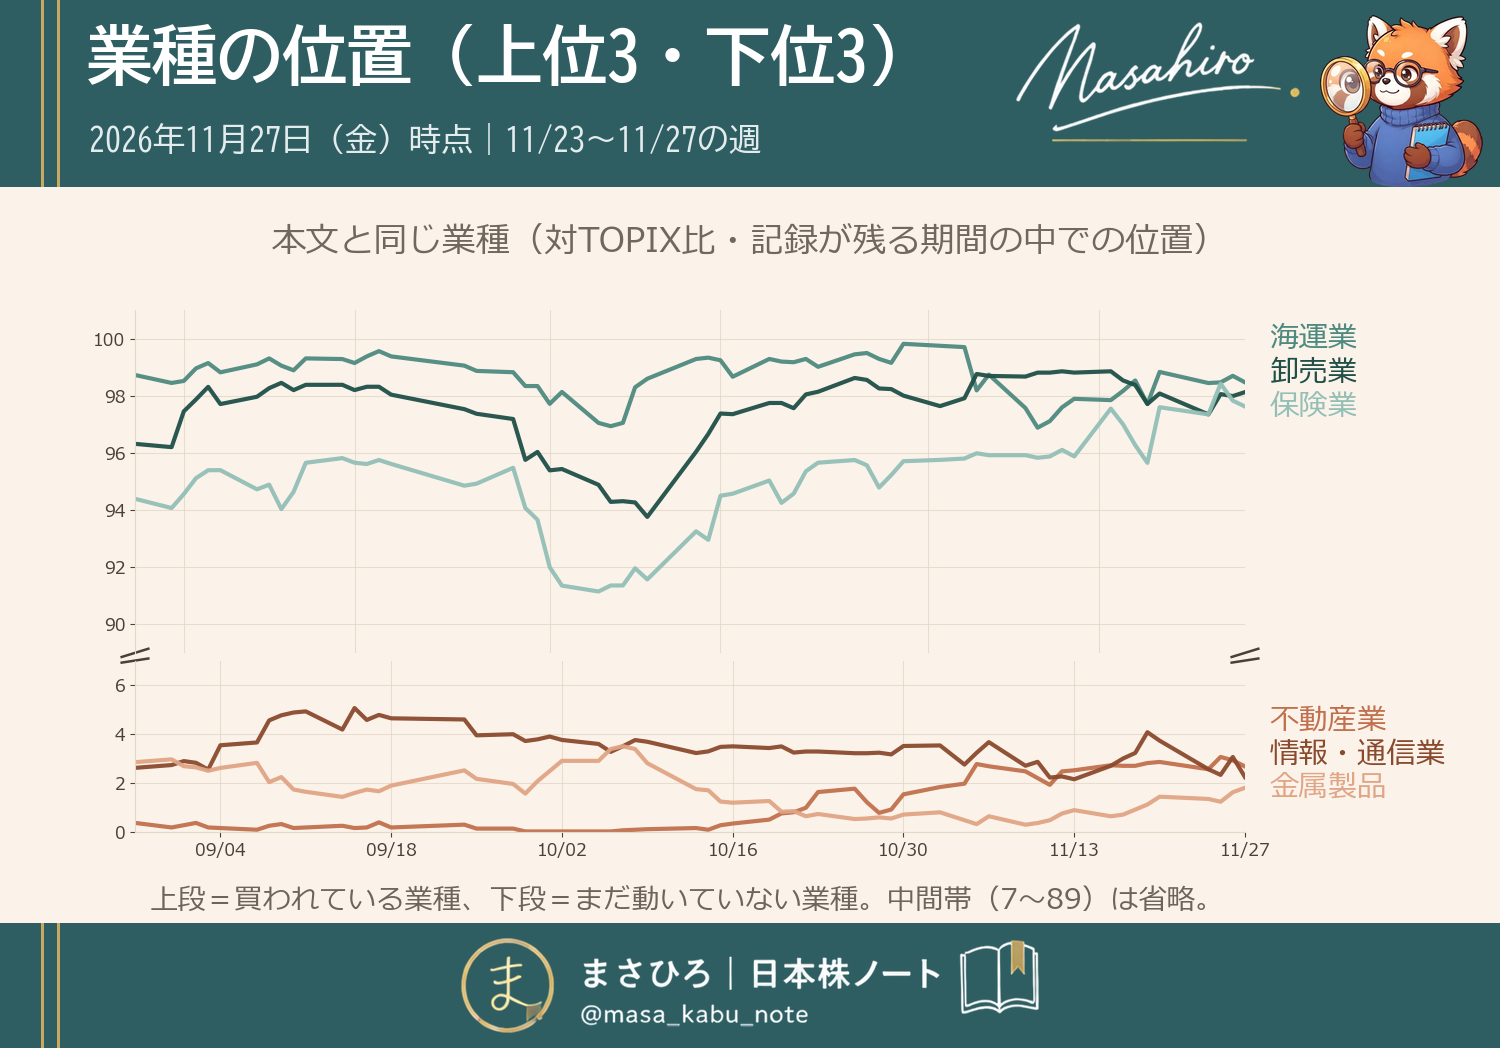 業種の位置（上位3・下位3）
2026年11月27日（金）時点｜11/23〜11/27の週
Masahiro
本文と同じ業種（対TOPIX比・記録が残る期間の中での位置）
100
98
96
94
92
90
海運業
卸売業
保険業
6
4
2
0
不動産業
情報・通信業
金属製品
09/04
09/18
10/02
10/16
10/30
11/13
11/27
上段＝買われている業種、下段＝まだ動いていない業種。中間帯（7〜89）は省略。
ま
まさひろ｜日本株ノート
@masa_kabu_note